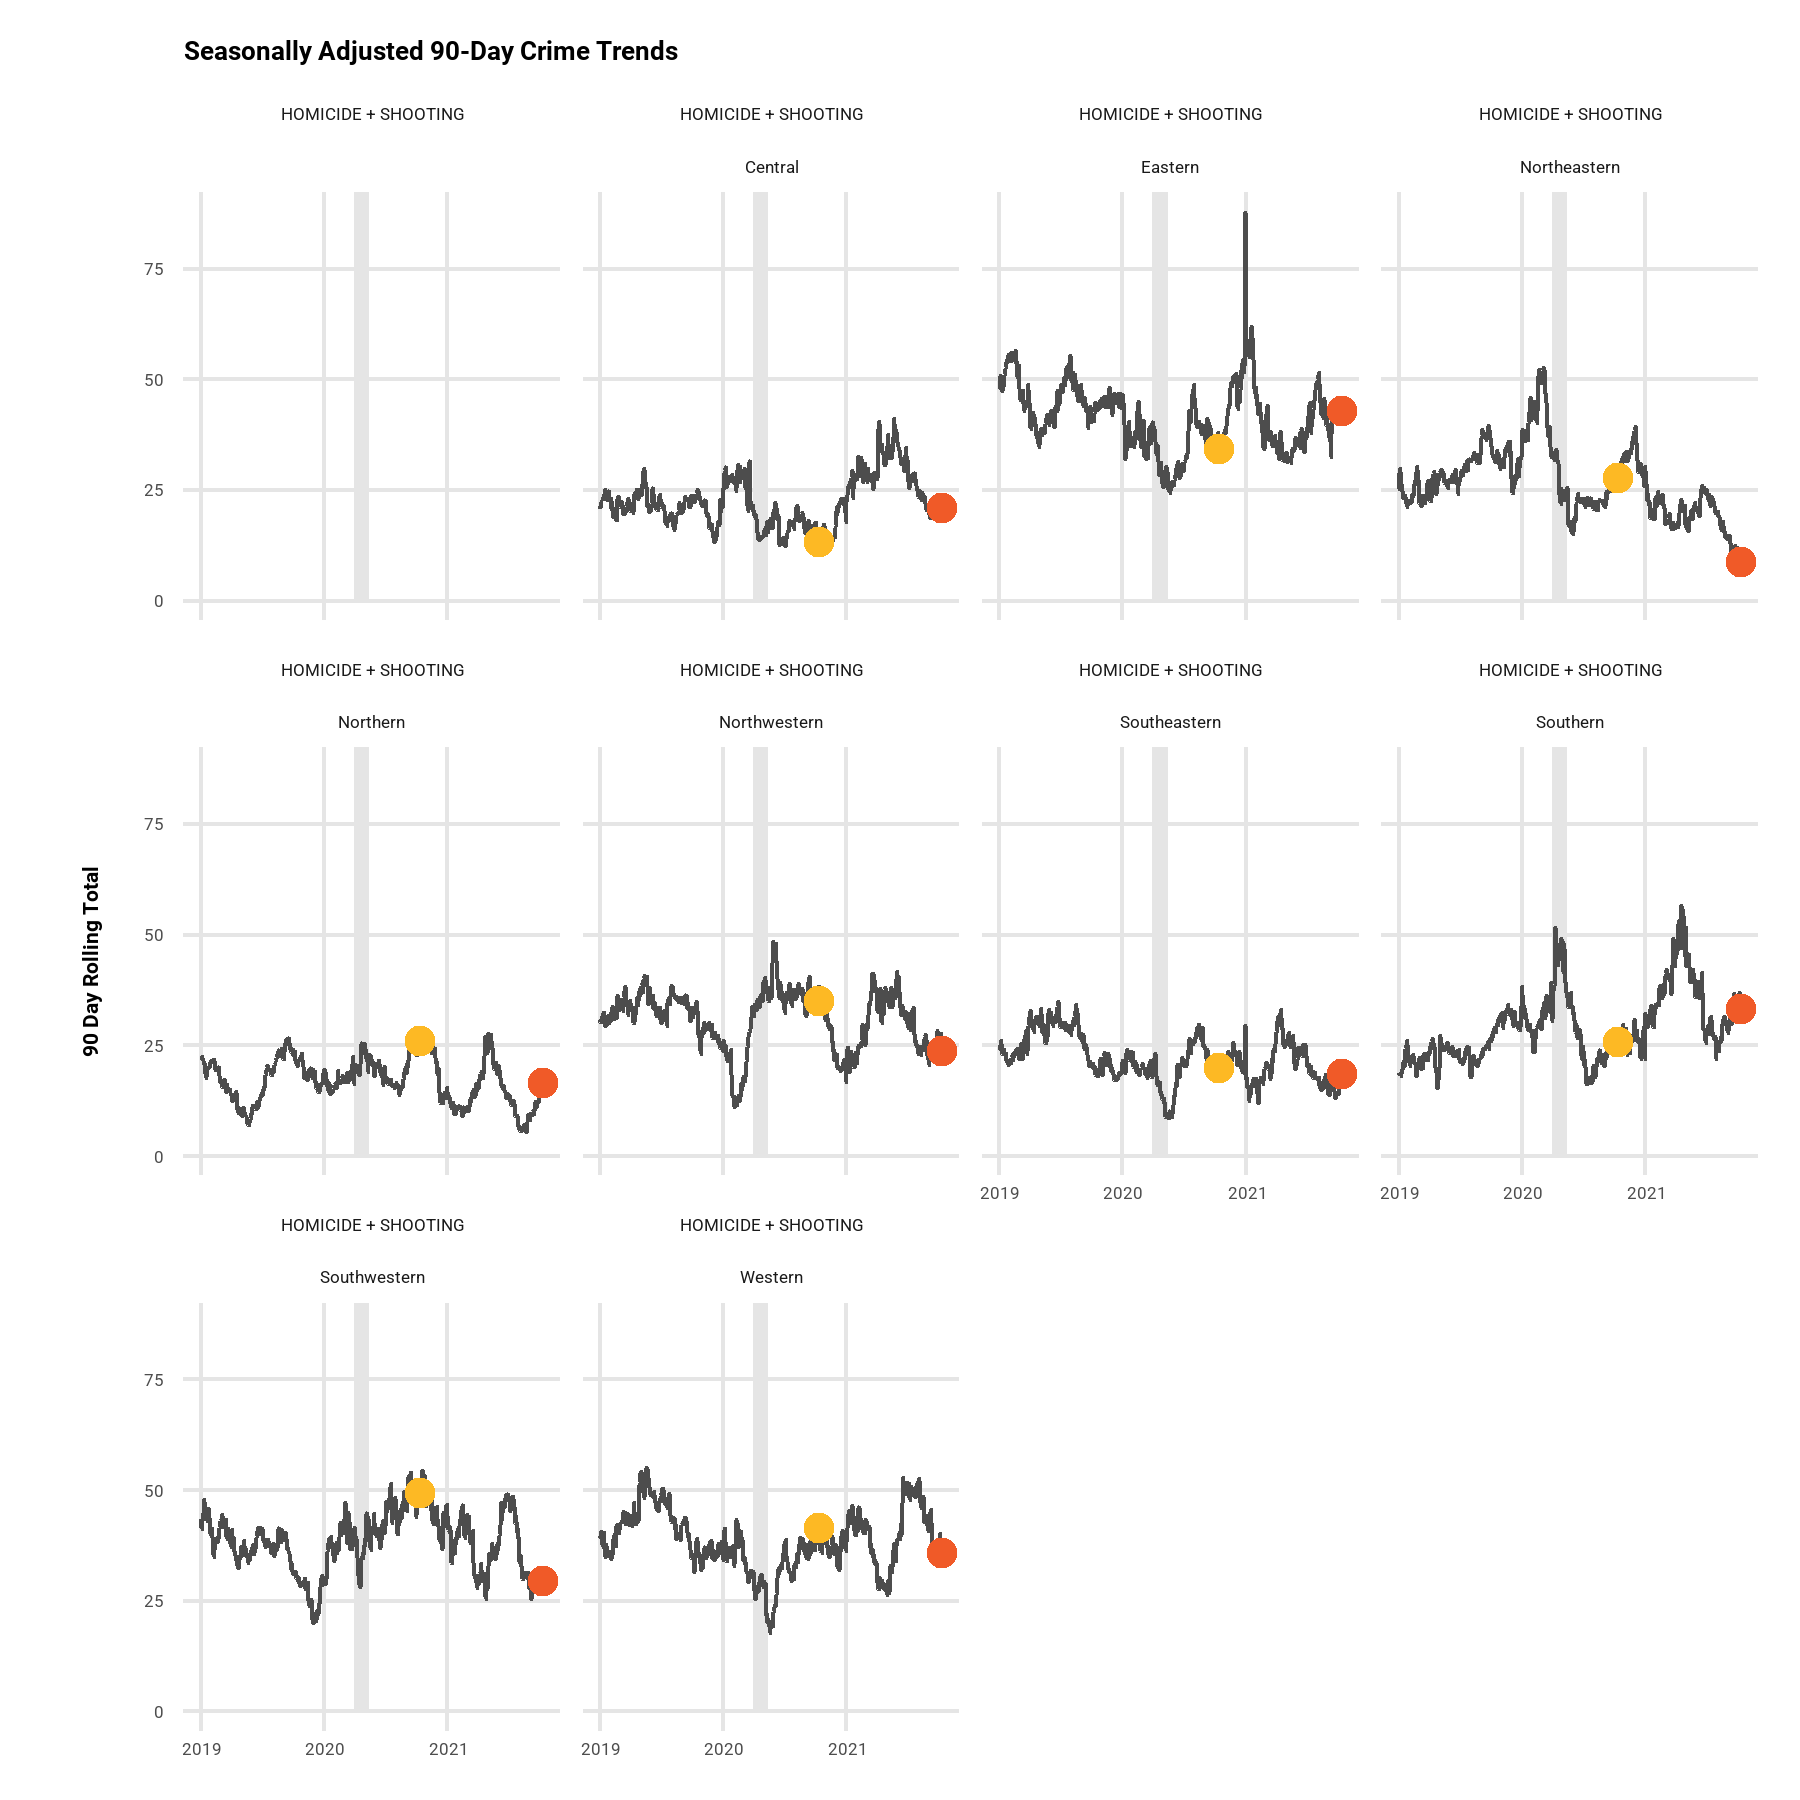 Seasonally Adjusted 90-Day Crime Trends
HOMICIDE + SHOOTING
HOMICIDE + SHOOTING
HOMICIDE + SHOOTING
HOMICIDE + SHOOTING
Central
Eastern
Northeastern
75
50
25
0
HOMICIDE + SHOOTING
HOMICIDE + SHOOTING
HOMICIDE + SHOOTING
HOMICIDE + SHOOTING
Northern
Northwestern
Southeastern
Southern
90 Day Rolling Total
75
50
25
0
2019
2020
2021
2019
2020
2021
HOMICIDE + SHOOTING
HOMICIDE + SHOOTING
Southwestern
Western
75
50
25
0
2019
2020
2021
2019
2020
2021